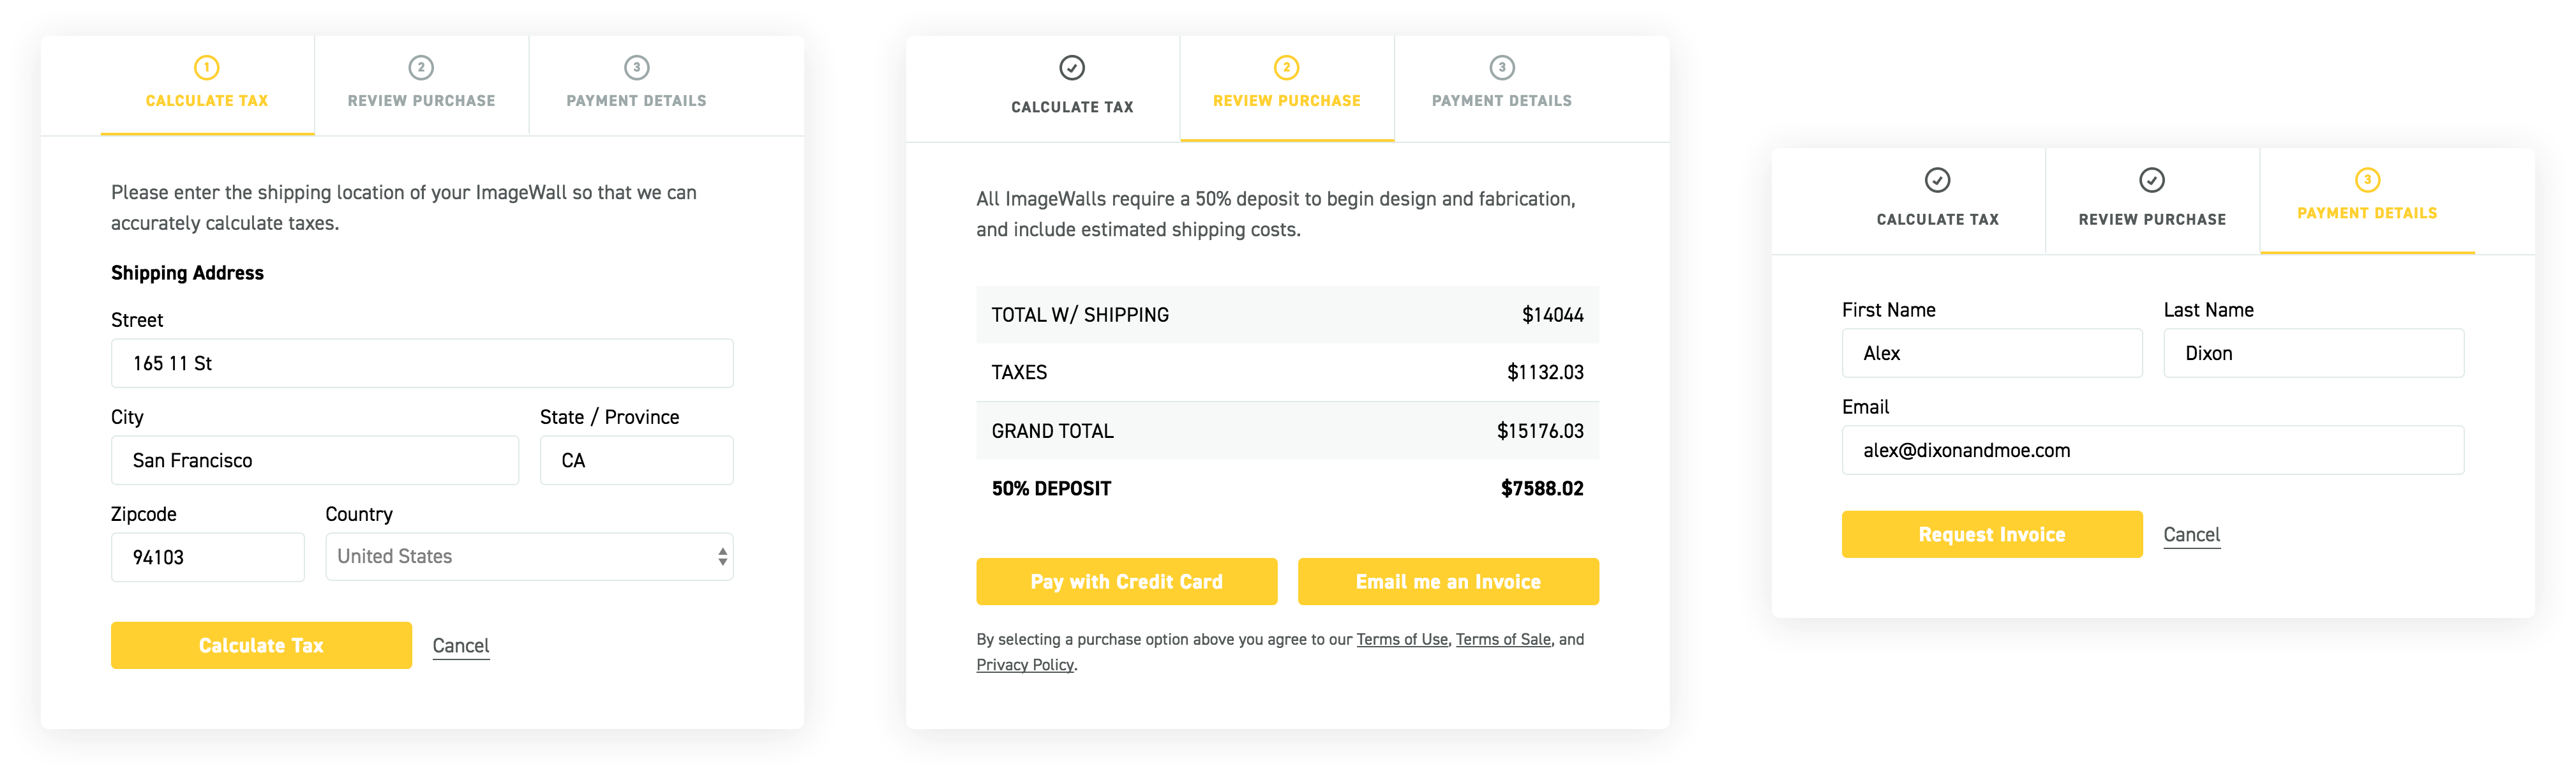 1
CALCULATE TAX
2
REVIEW PURCHASE
3
PAYMENT DETAILS
Please enter the shipping location of your ImageWall so that we can
accurately calculate taxes.
Shipping Address
Street
165 11 St
City
State / Province
San Francisco
CA
Zipcode
Country
94103
United States
Calculate Tax
Cancel
CALCULATE TAX
2
REVIEW PURCHASE
3
PAYMENT DETAILS
All ImageWalls require a 50% deposit to begin design and fabrication,
and include estimated shipping costs.
TOTAL W/ SHIPPING $14044
TAXES $1132.03
GRAND TOTAL $15176.03
50% DEPOSIT $7588.02
Pay with Credit Card
Email me an Invoice
By selecting a purchase option above you agree to our Terms of Use, Terms of Sale, and
Privacy Policy.
CALCULATE TAX
REVIEW PURCHASE
3
PAYMENT DETAILS
First Name
Last Name
Alex
Dixon
Email
alex@dixonandmoe.com
Request Invoice
Cancel